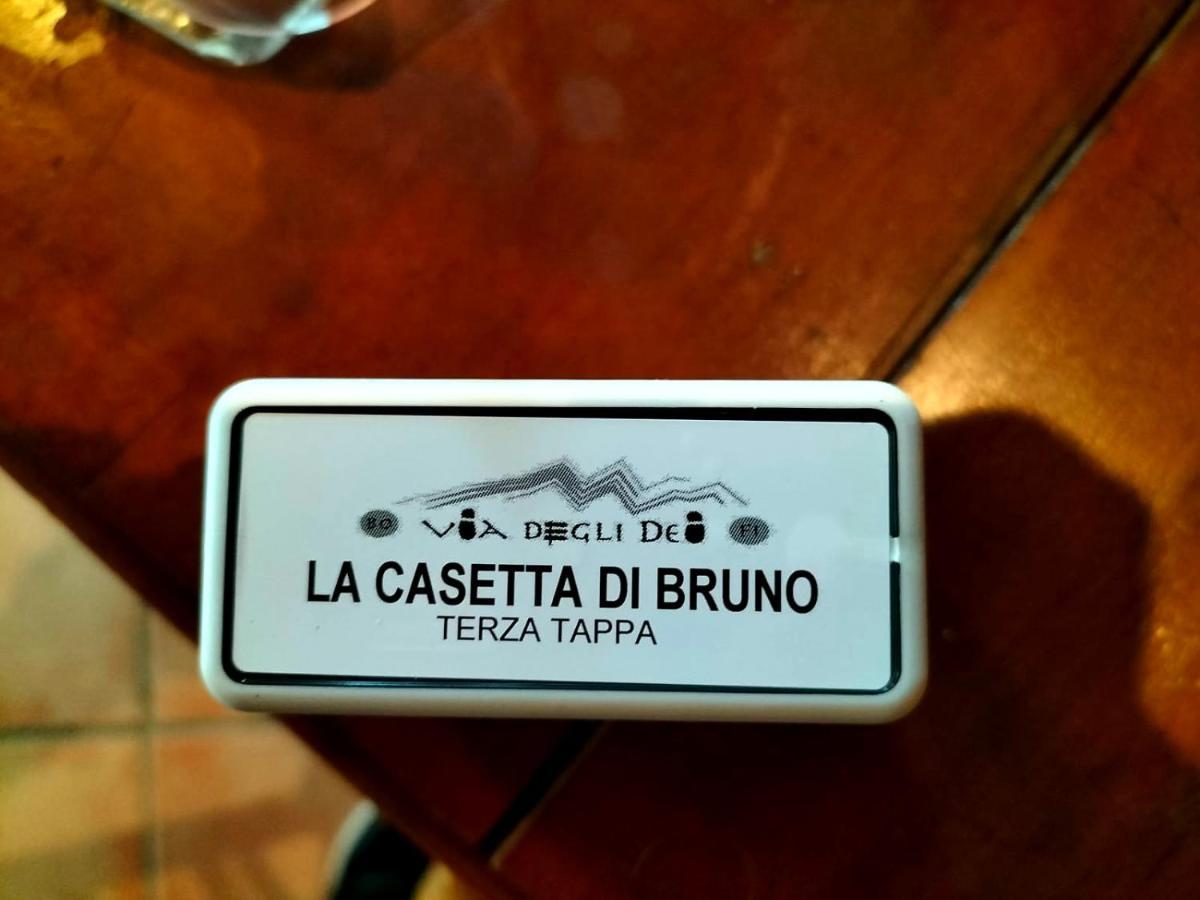 BO VIA DEGLI DEI FI
LA CASETTA DI BRUNO
TERZA TAPPA